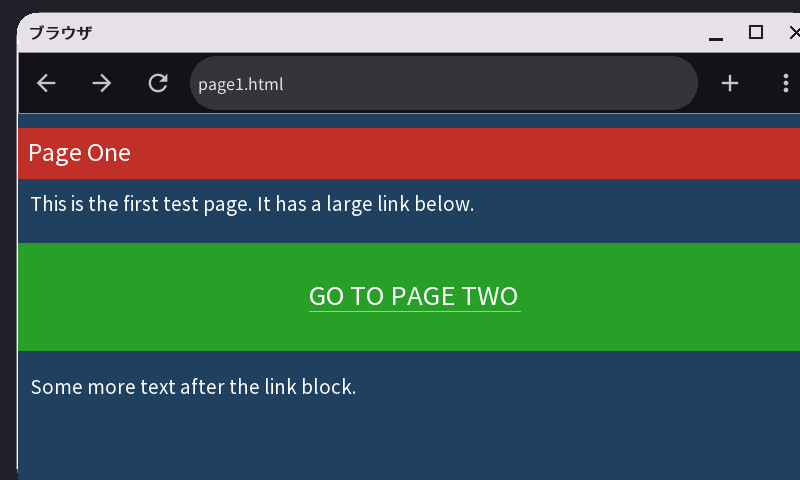 ブラウザ
page1.html
Page One
This is the first test page. It has a large link below.
GO TO PAGE TWO
Some more text after the link block.